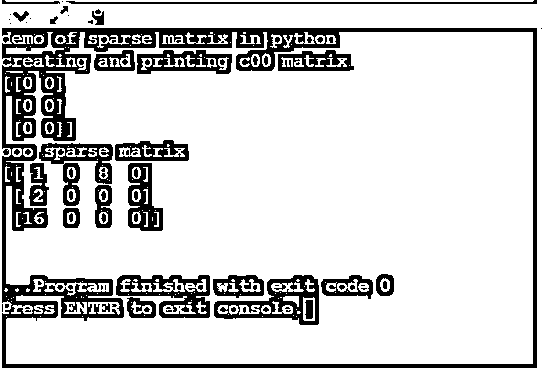 demo of sparse matrix in python
creating and printing c00 matrix
[[0 0]
[0 0]
[0 0]]
ooo sparse matrix
[[ 1 0 8 0]
[ 2 0 0 0]
[16 0 0 0]]
...Program finished with exit code 0
Press ENTER to exit console.